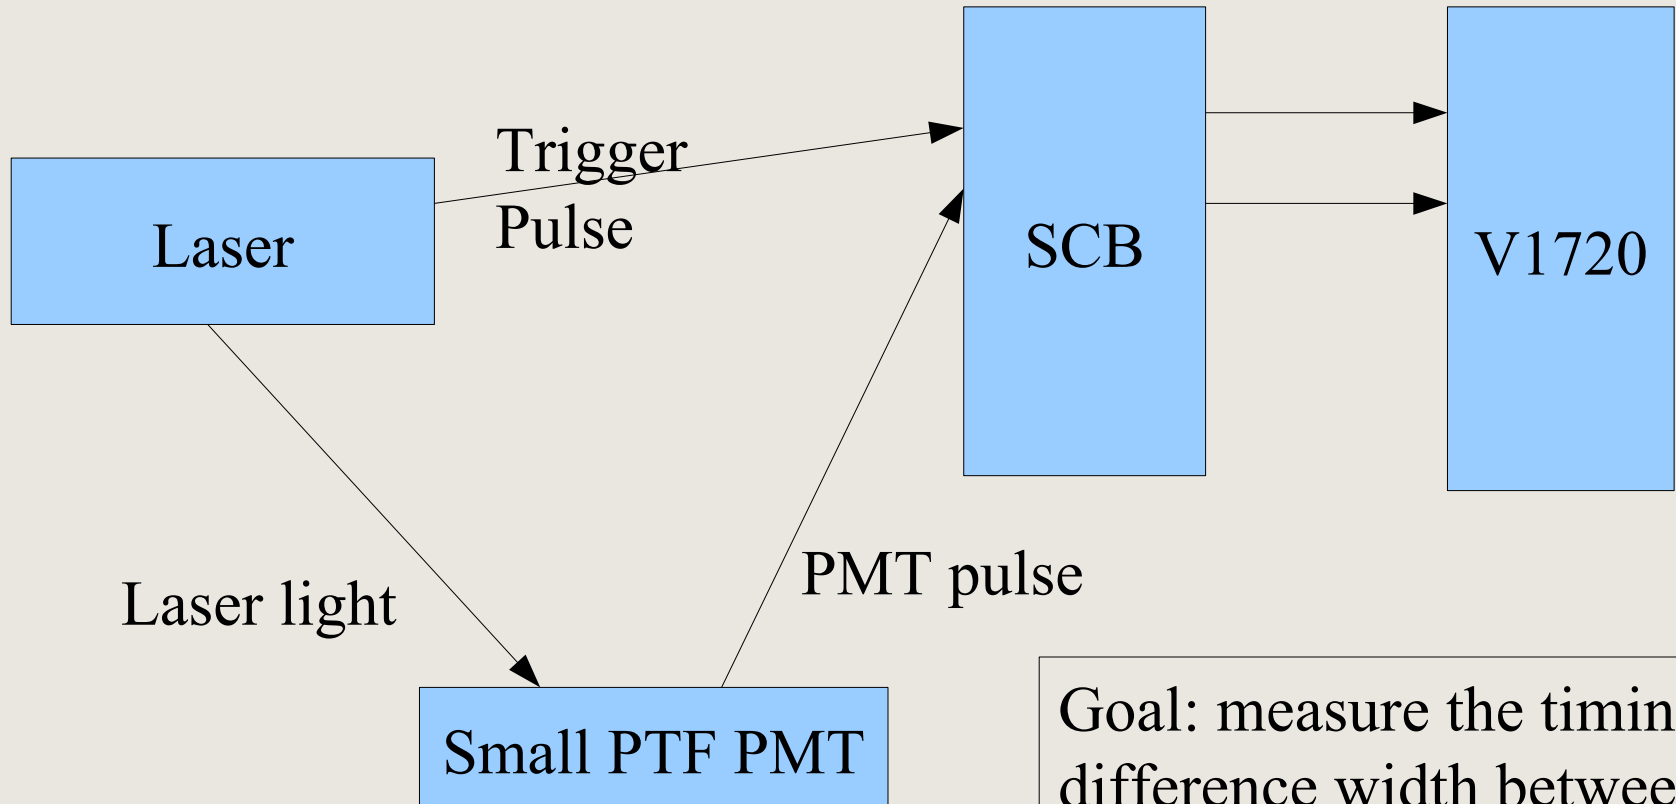 Trigger
Pulse
Laser
SCB
V1720
PMT pulse
Laser light
Small PTF PMT
Goal: measure the timin
difference width betwee